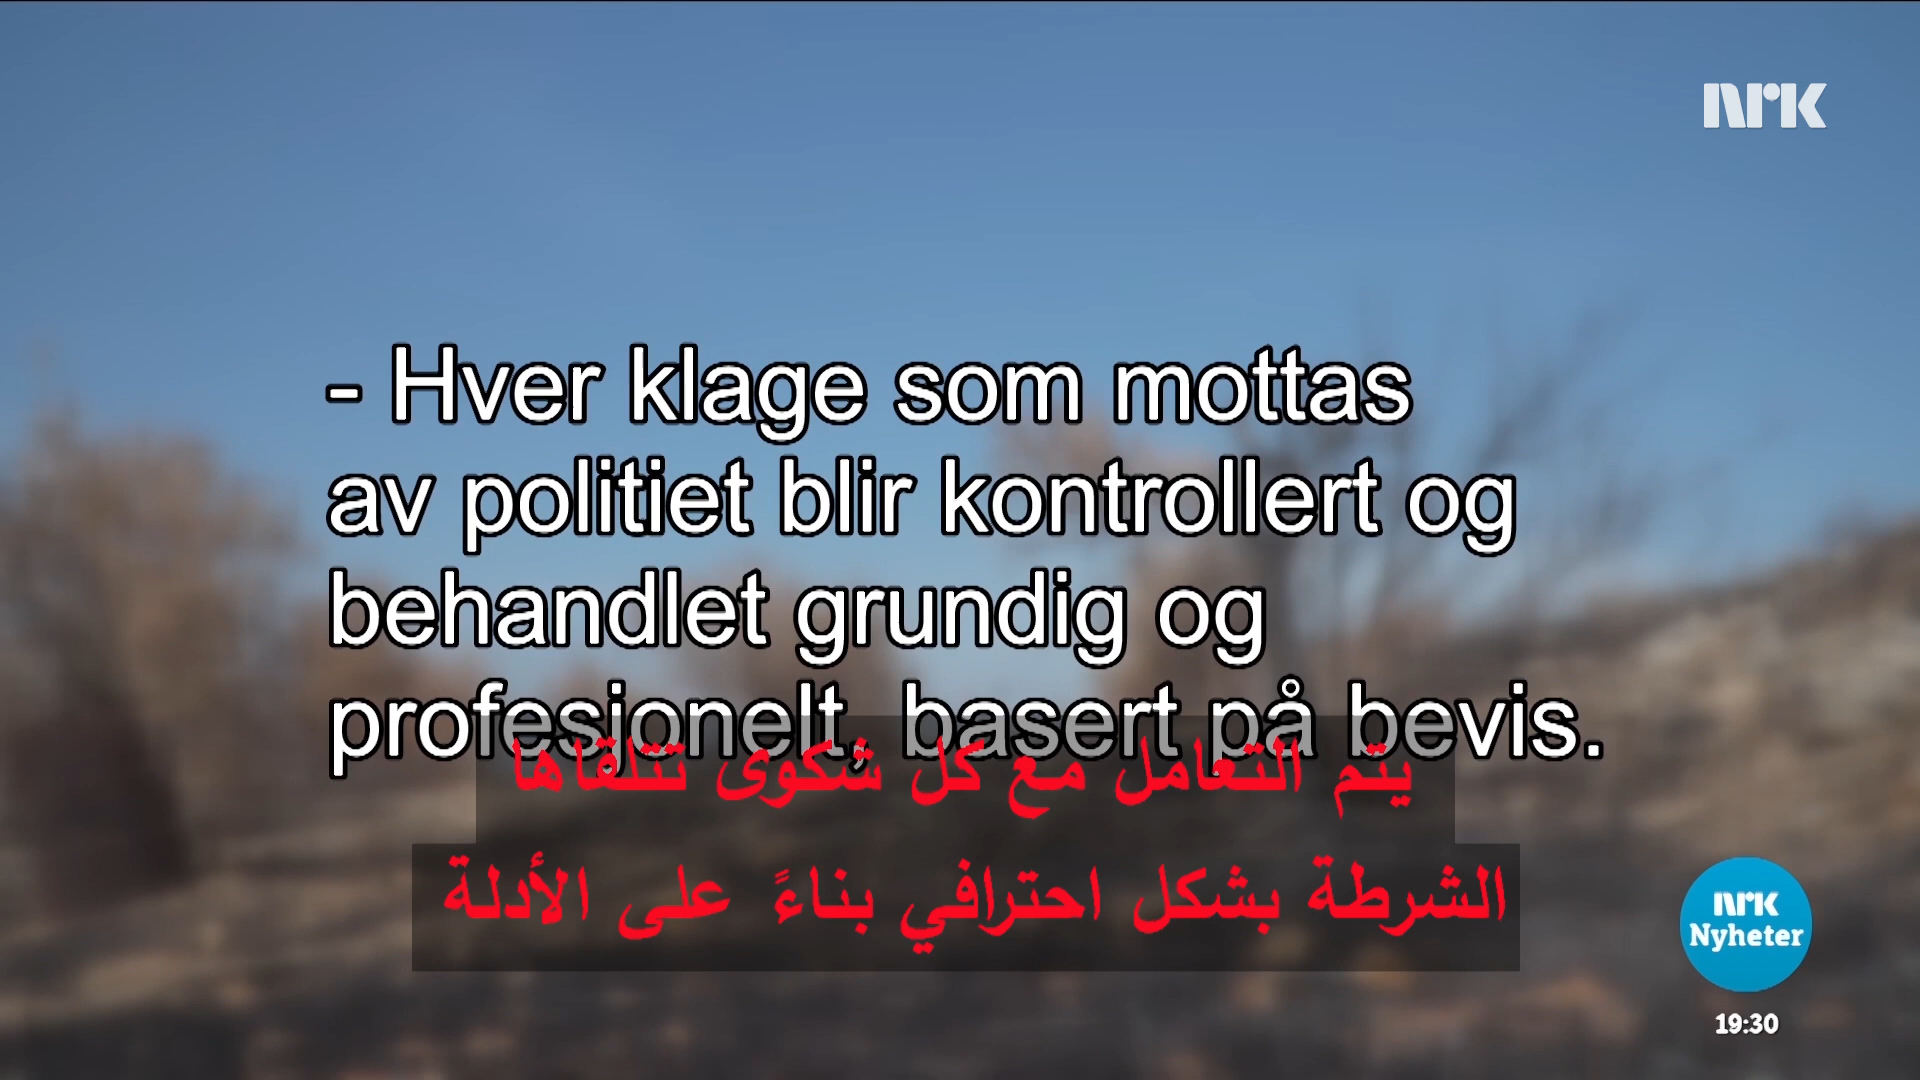 nrk
- Hver klage som mottas
av politiet blir kontrollert og
behandlet grundig og
profesjonelt, basert på bevis.
يتم التعامل مع كل شكوى تتلقاها
الشرطة بشكل احترافي بناءً على الأدلة
nrk
Nyheter
19:30